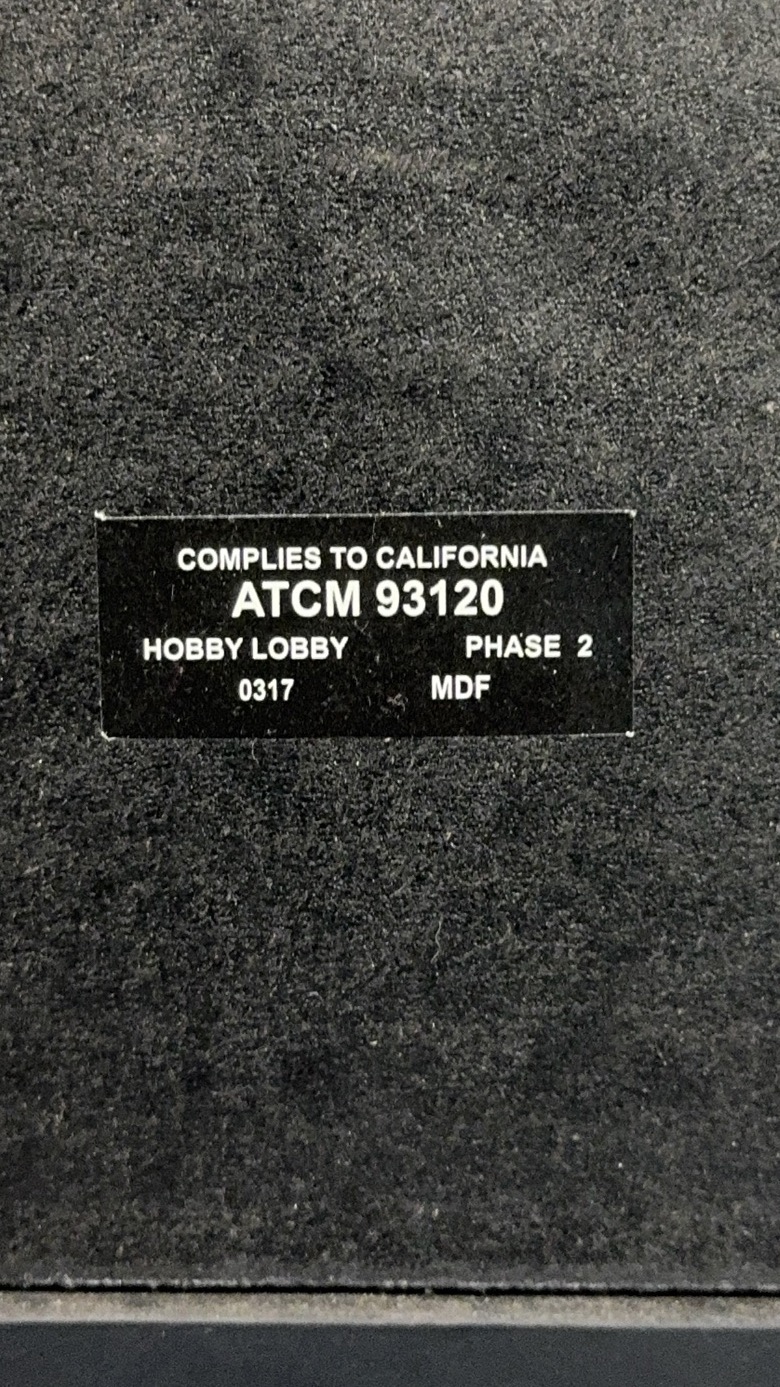 COMPLIES TO CALIFORNIA
ATCM 93120
HOBBY LOBBY PHASE 2
0317 MDF